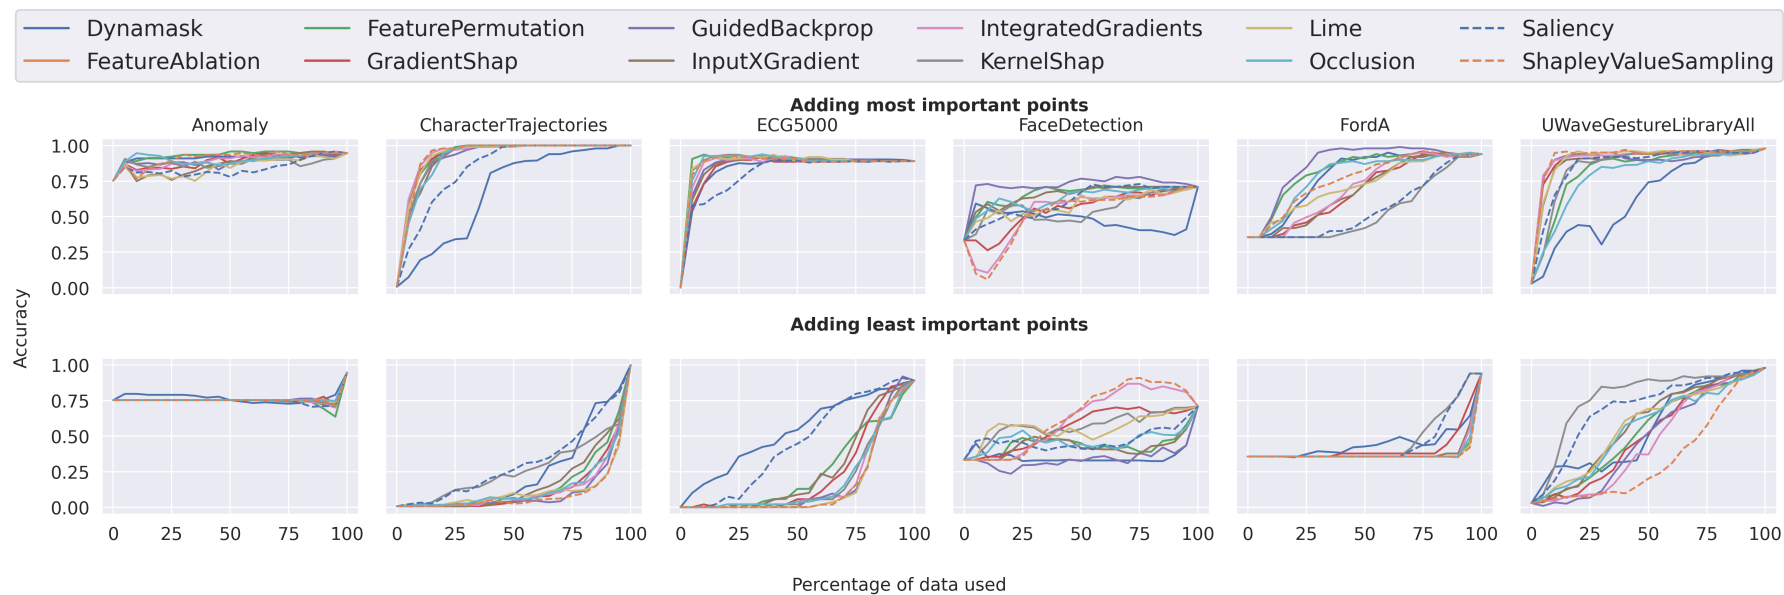 Dynamask FeaturePermutation GuidedBackprop IntegratedGradients Lime Saliency
FeatureAblation GradientShap InputXGradient KernelShap Occlusion ShapleyValueSampling
Adding most important points
Anomaly CharacterTrajectories ECG5000 FaceDetection FordA UWaveGestureLibraryAll
1.00
0.75
0.50
0.25
0.00
Accuracy
Adding least important points
1.00
0.75
0.50
0.25
0.00
0 25 50 75 100 0 25 50 75 100 0 25 50 75 100 0 25 50 75 100 0 25 50 75 100 0 25 50 75 100
Percentage of data used